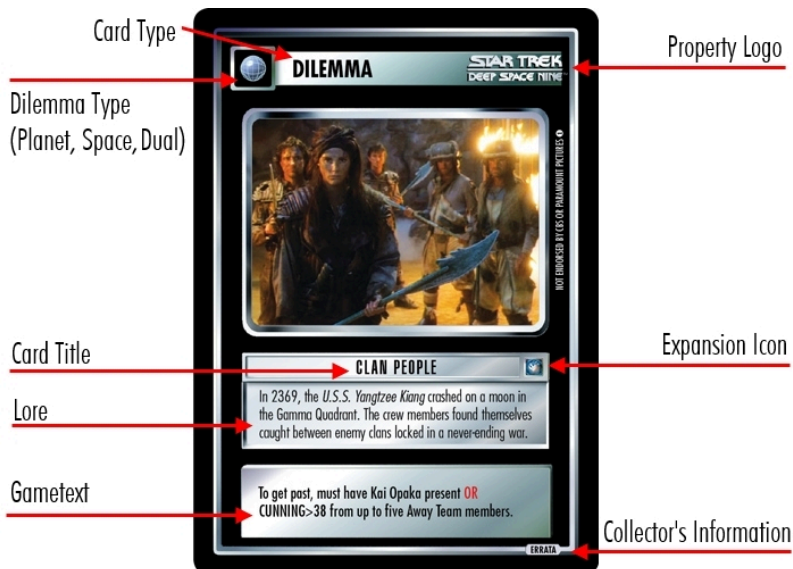 Card Type
DILEMMA
STAR TREK
DEEP SPACE NINE
Property Logo
Dilemma Type
(Planet, Space, Dual)
NOT ENDORSED BY CBS OR PARAMOUNT PICTURES
Card Title
CLAN PEOPLE
Expansion Icon
Lore
In 2369, the U.S.S. Yangtzee Kiang crashed on a moon in
the Gamma Quadrant. The crew members found themselves
caught between enemy clans locked in a never-ending war.
Gametext
To get past, must have Kai Opaka present OR
CUNNING>38 from up to five Away Team members.
Collector's Information
ERRATA